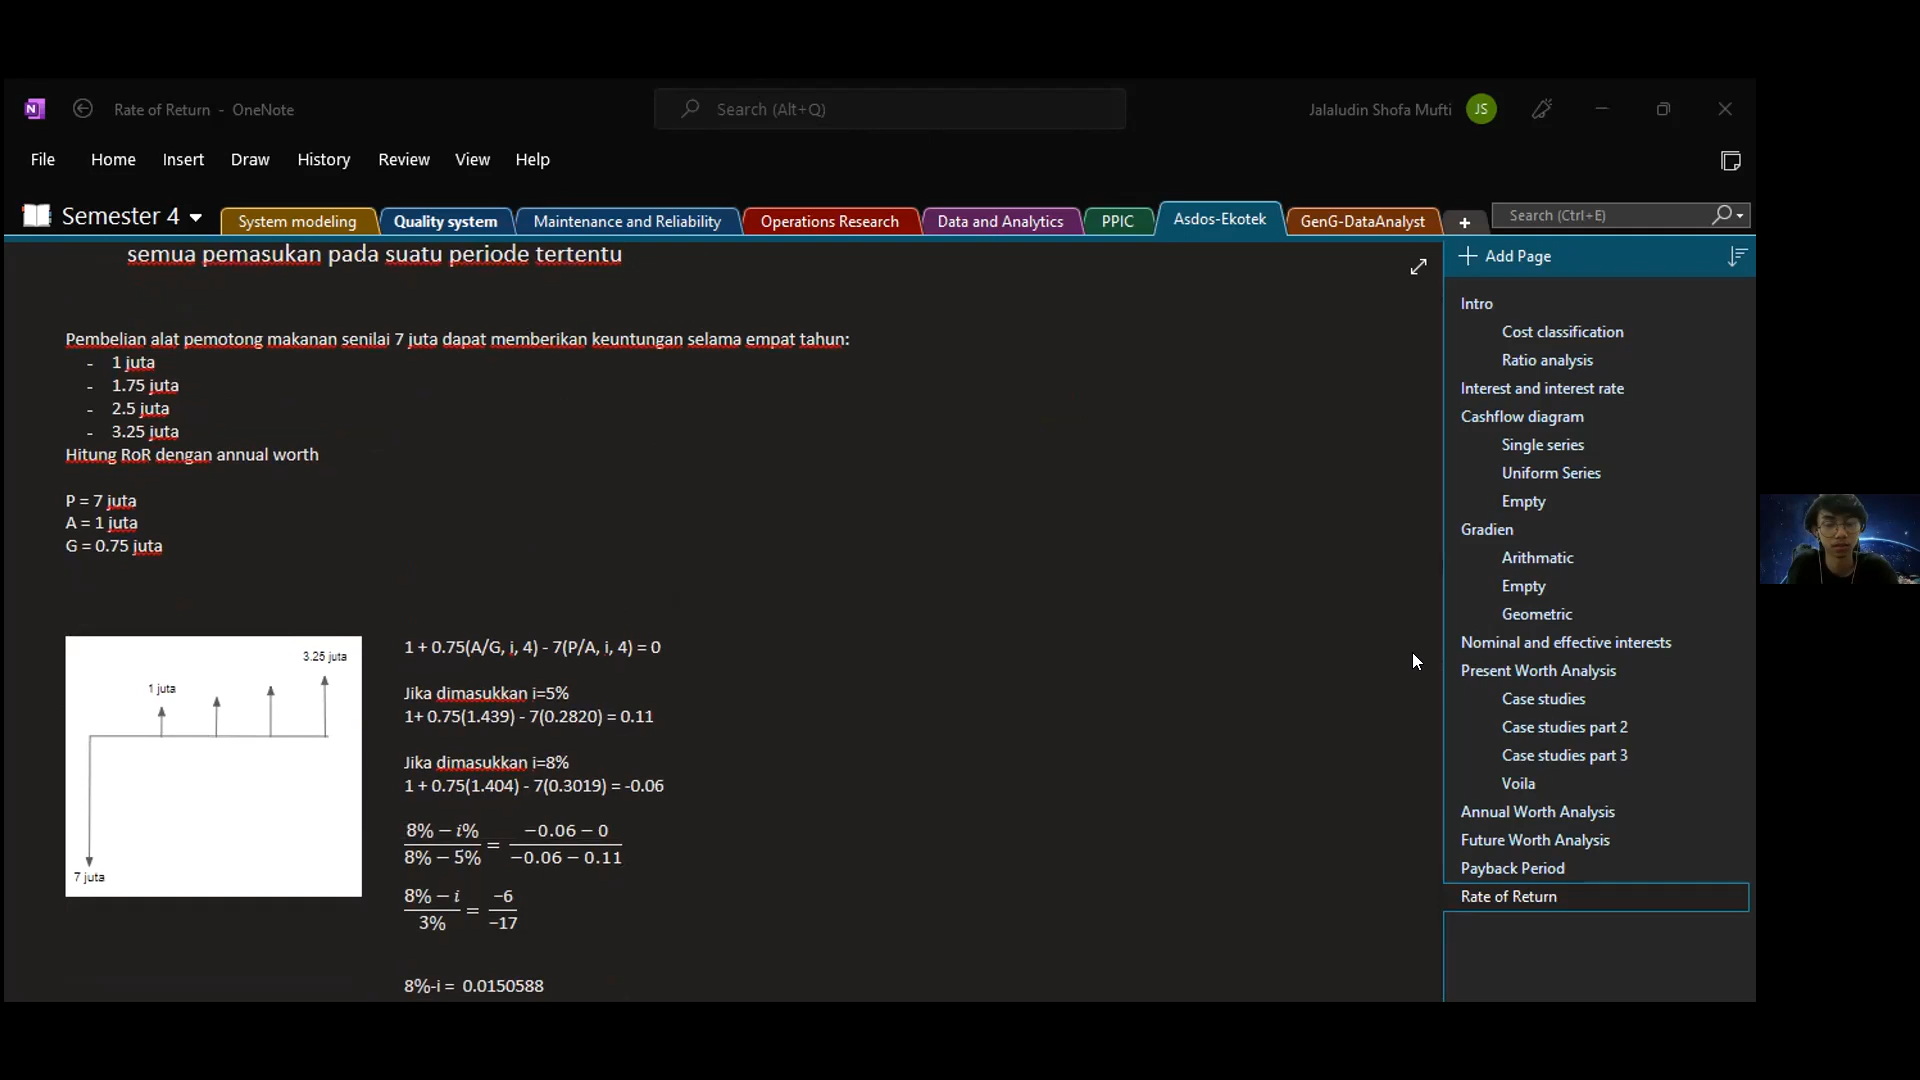 Rate of Return - OneNote
Search (Alt+Q)
Jalaludin Shofa Mufti
JS
File Home Insert Draw History Review View Help
Semester 4
System modeling
Quality system
Maintenance and Reliability
Operations Research
Data and Analytics
PPIC
Asdos-Ekotek
GenG-DataAnalyst
+
Search (Ctrl+E)
semua pemasukan pada suatu periode tertentu
Pembelian alat pemotong makanan senilai 7 juta dapat memberikan keuntungan selama empat tahun:
- 1 juta
- 1.75 juta
- 2.5 juta
- 3.25 juta
Hitung RoR dengan annual worth
P = 7 juta
A = 1 juta
G = 0.75 juta
3.25 juta
1 juta
7 juta
1 + 0.75(A/G, i, 4) - 7(P/A, i, 4) = 0
Jika dimasukkan i=5%
1+ 0.75(1.439) - 7(0.2820) = 0.11
Jika dimasukkan i=8%
1 + 0.75(1.404) - 7(0.3019) = -0.06
8% − i% / 8% − 5% = −0.06 − 0 / −0.06 − 0.11
8% − i / 3% = −6 / −17
8%-i = 0.0150588
Add Page
Intro
Cost classification
Ratio analysis
Interest and interest rate
Cashflow diagram
Single series
Uniform Series
Empty
Gradien
Arithmatic
Empty
Geometric
Nominal and effective interests
Present Worth Analysis
Case studies
Case studies part 2
Case studies part 3
Voila
Annual Worth Analysis
Future Worth Analysis
Payback Period
Rate of Return